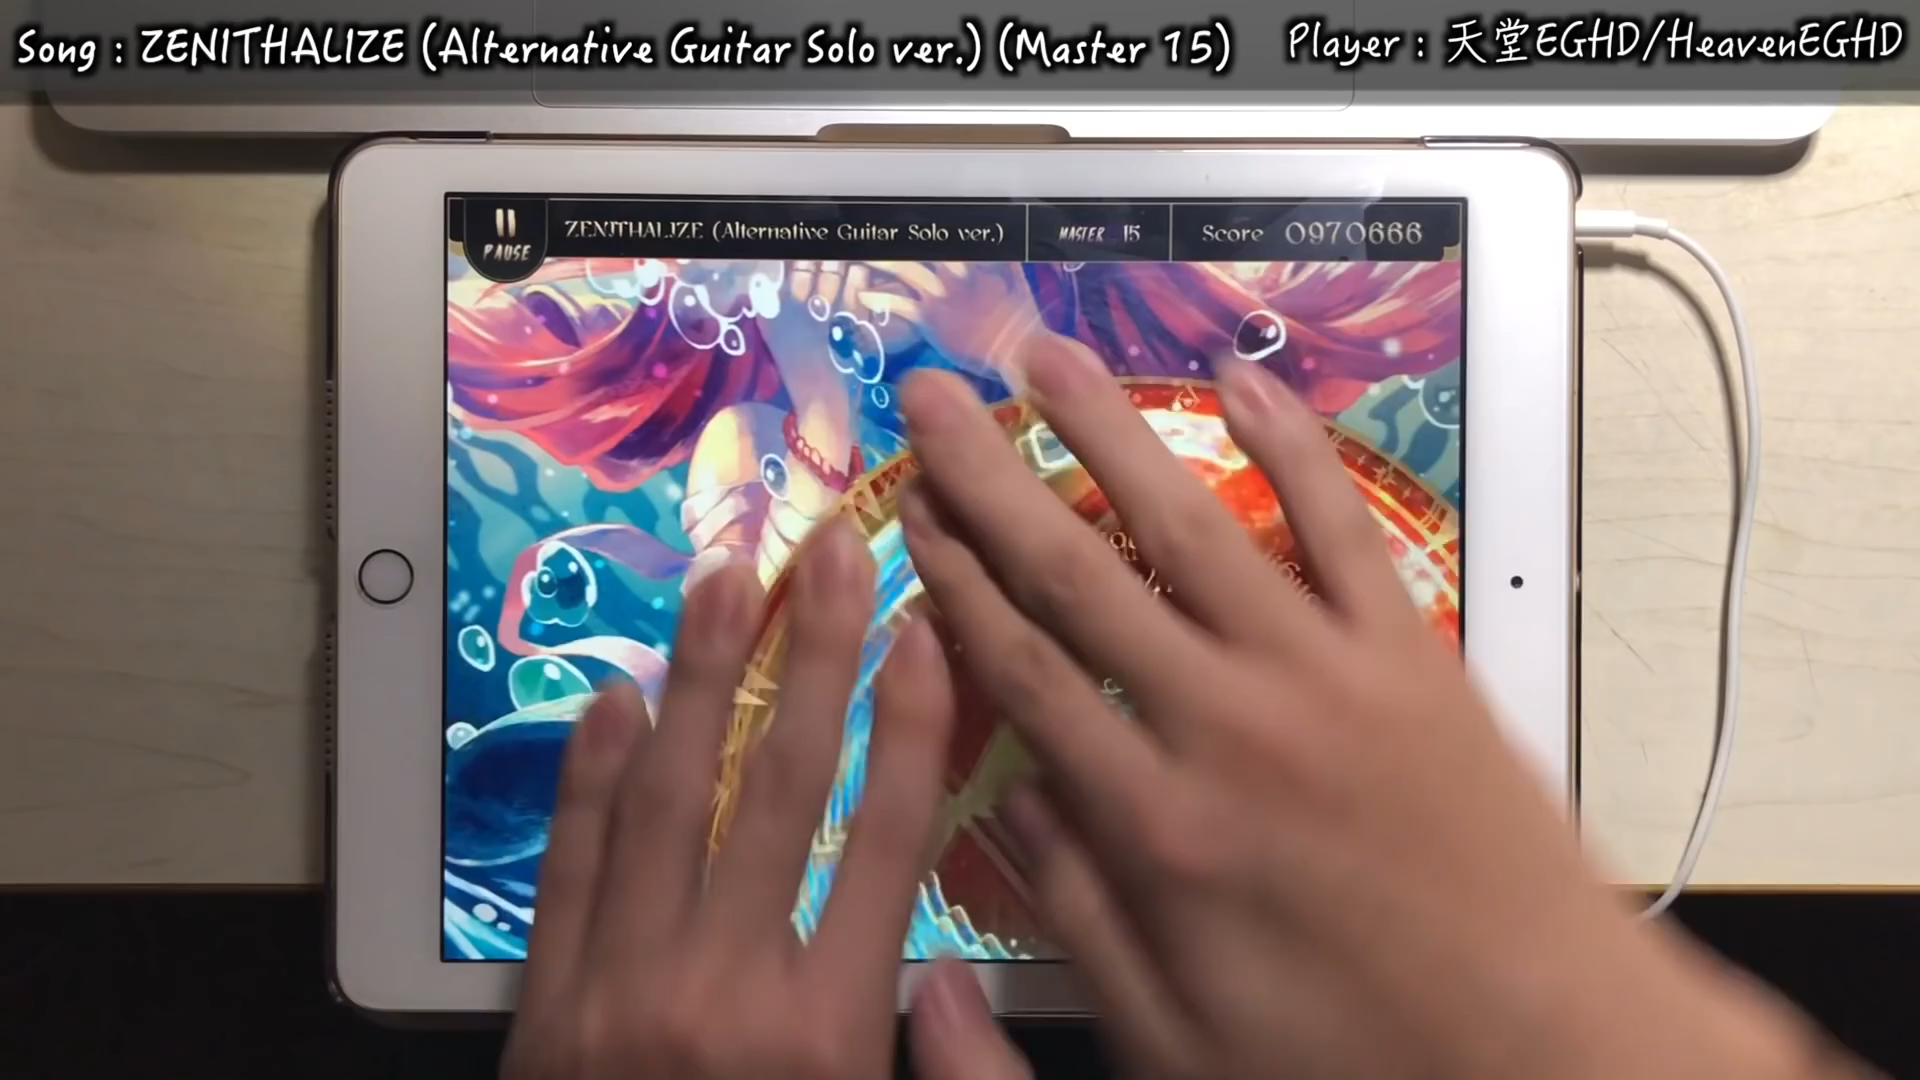 Song : ZENITHALIZE (Alternative Guitar Solo ver.) (Master 15) Player : 天堂EGHD/HeavenEGHD
PAUSE ZENITHALIZE (Alternative Guitar Solo ver.) MASTER 15 Score 0970666